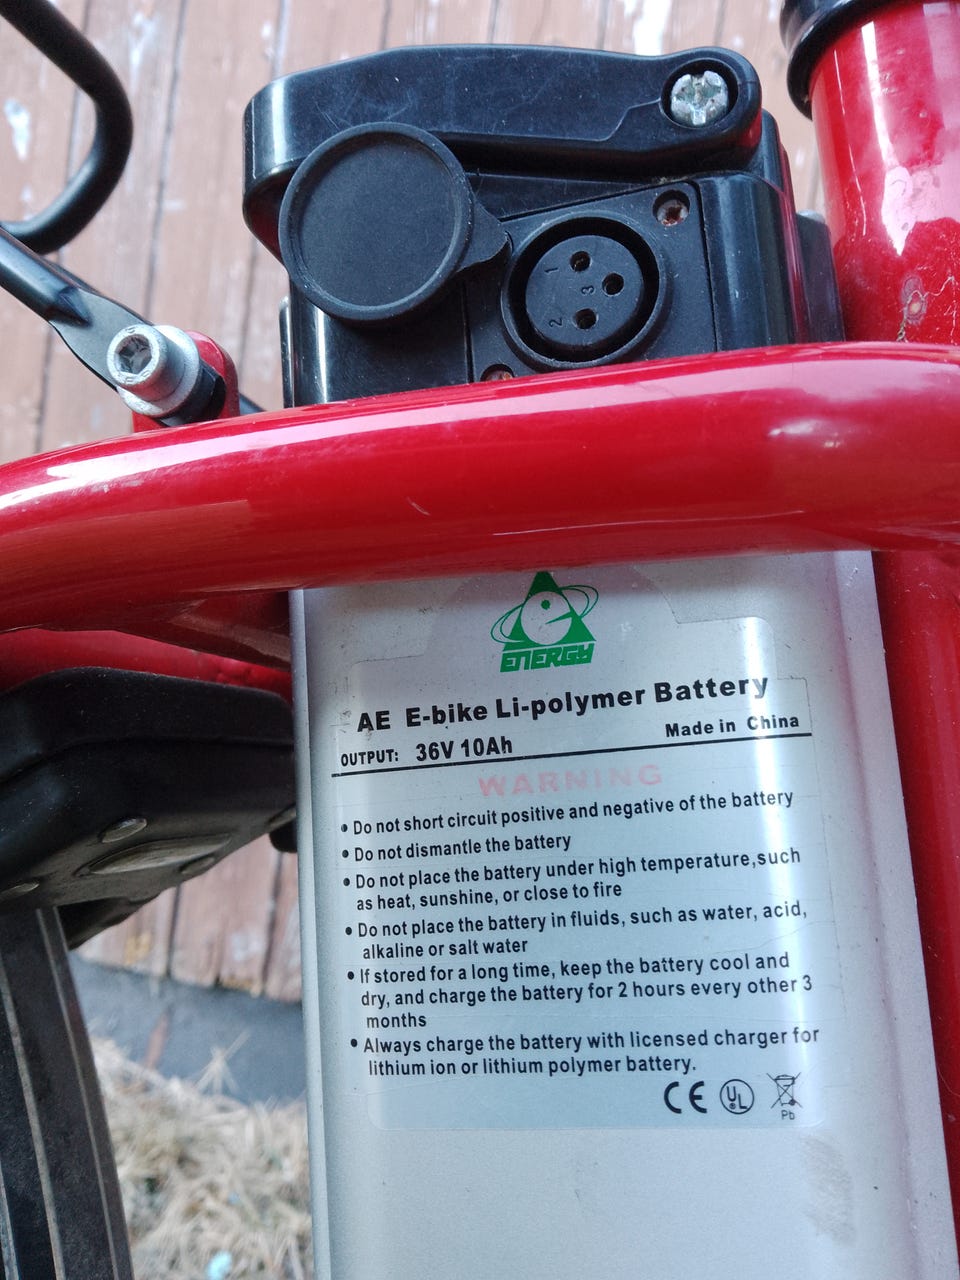 1
3
2
ENERGY
AE E-bike Li-polymer Battery
OUTPUT: 36V 10Ah Made in China
WARNING
• Do not short circuit positive and negative of the battery
• Do not dismantle the battery
• Do not place the battery under high temperature,such
as heat, sunshine, or close to fire
• Do not place the battery in fluids, such as water, acid,
alkaline or salt water
• If stored for a long time, keep the battery cool and
dry, and charge the battery for 2 hours every other 3
months
• Always charge the battery with licensed charger for
lithium ion or lithium polymer battery.
CE UL
Pb